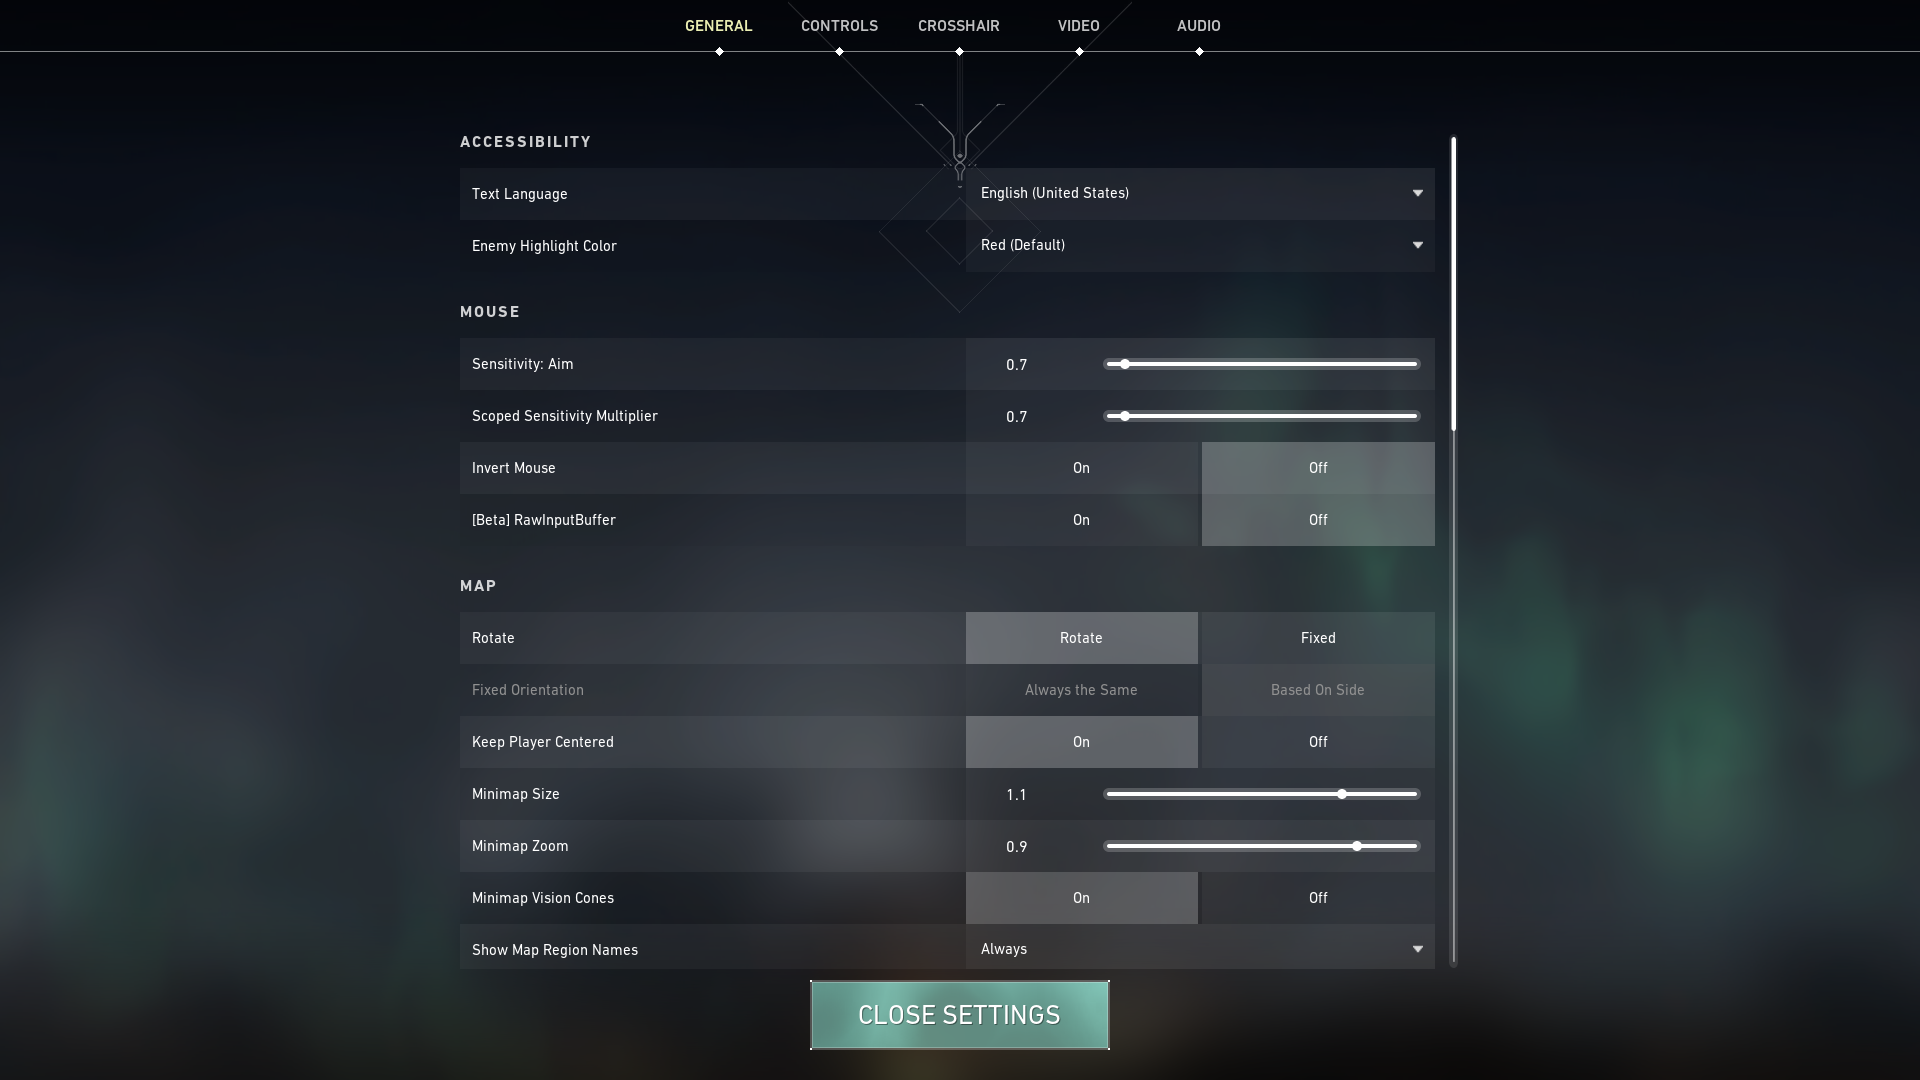 GENERAL CONTROLS CROSSHAIR VIDEO AUDIO
ACCESSIBILITY
Text Language English (United States)
Enemy Highlight Color Red (Default)
MOUSE
Sensitivity: Aim 0.7
Scoped Sensitivity Multiplier 0.7
Invert Mouse On Off
[Beta] RawInputBuffer On Off
MAP
Rotate Rotate Fixed
Fixed Orientation Always the Same Based On Side
Keep Player Centered On Off
Minimap Size 1.1
Minimap Zoom 0.9
Minimap Vision Cones On Off
Show Map Region Names Always
CLOSE SETTINGS